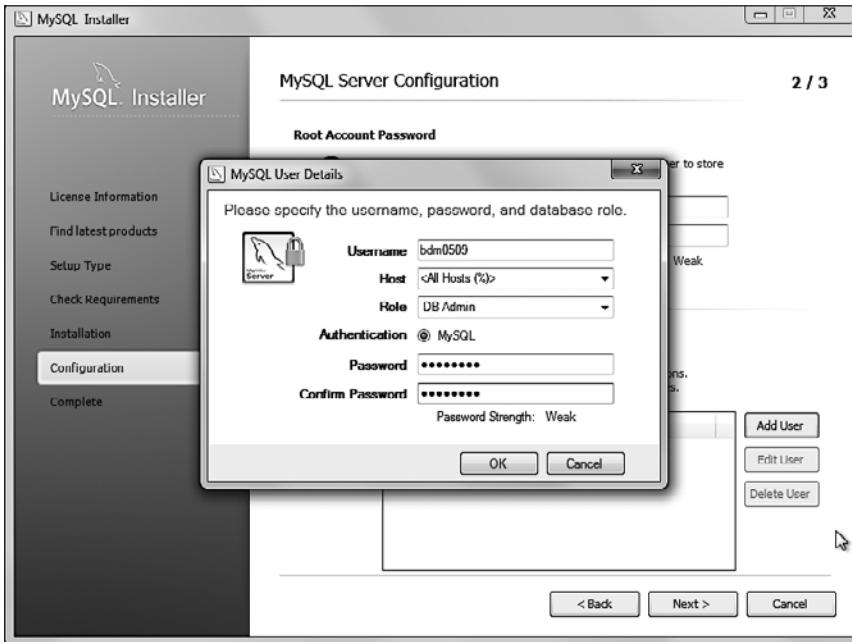 MySQL Installer
MySQL Installer
MySQL Server Configuration
2 / 3
Root Account Password
er to store
Weak
MySQL User Details
Please specify the username, password, and database role.
Server
Username bdm0509
Host <All Hosts (%)>
Role DB Admin
Authentication MySQL
Password ••••••••
Confirm Password ••••••••
Password Strength: Weak
OK Cancel
License Information
Find latest products
Setup Type
Check Requirements
Installation
Configuration
Complete
ons.
s.
Add User
Edit User
Delete User
< Back Next > Cancel